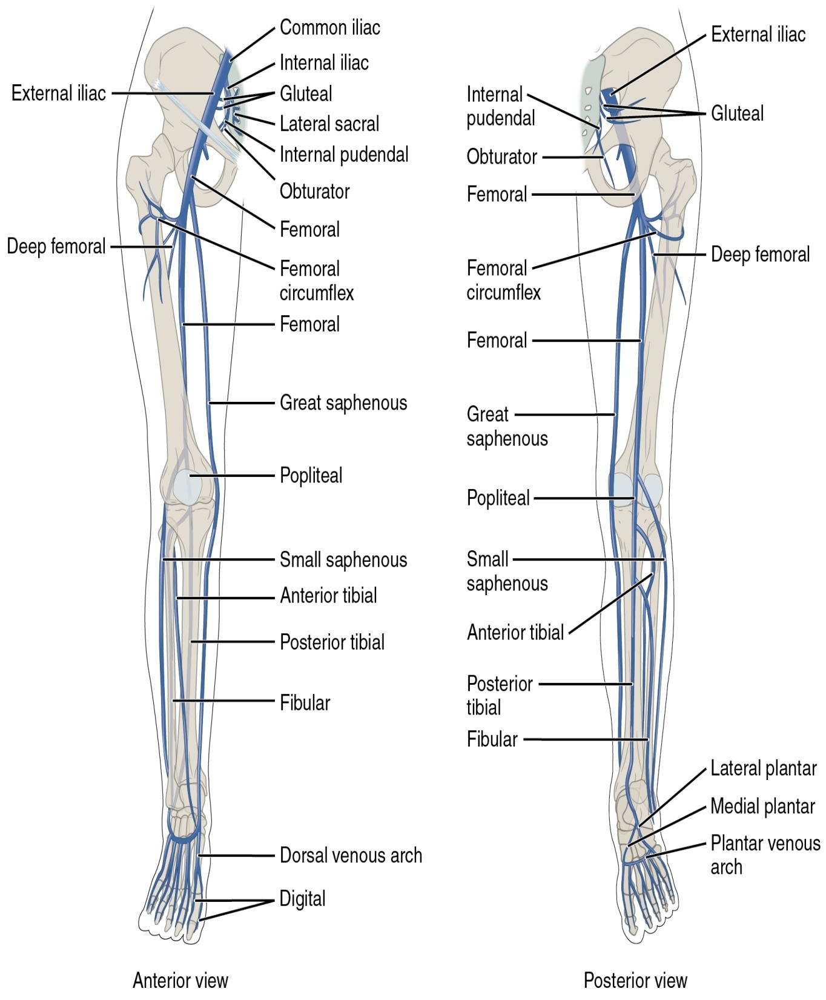 Common iliac
Internal iliac
External iliac
Gluteal
Lateral sacral
Internal pudendal
Obturator
Femoral
Deep femoral
Femoral
circumflex
Femoral
Great saphenous
Popliteal
Small saphenous
Anterior tibial
Posterior tibial
Fibular
Dorsal venous arch
Digital
Anterior view
External iliac
Internal
pudendal
Gluteal
Obturator
Femoral
Deep femoral
Femoral
circumflex
Femoral
Great
saphenous
Popliteal
Small
saphenous
Anterior tibial
Posterior
tibial
Fibular
Lateral plantar
Medial plantar
Plantar venous
arch
Posterior view